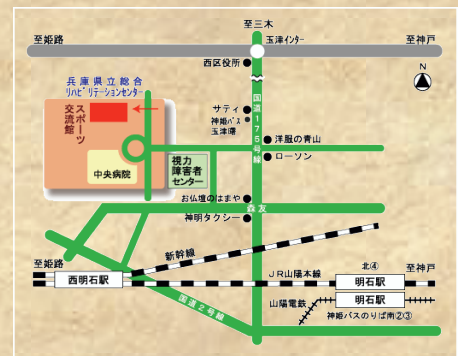 至三木
至姫路
玉津インター
至神戸
西区役所
N
兵庫県立総合
リハビリテーションセンター
スポーツ
交流館
中央病院
国道175号線
サティ
神姫バス
玉津曙
洋服の青山
ローソン
視力
障害者
センター
お仏壇のはまや
森友
神明タクシー
新幹線
至姫路
西明石駅
JR山陽本線
北④
至神戸
明石駅
山陽電鉄
明石駅
神姫バスのりば南②③
国道2号線